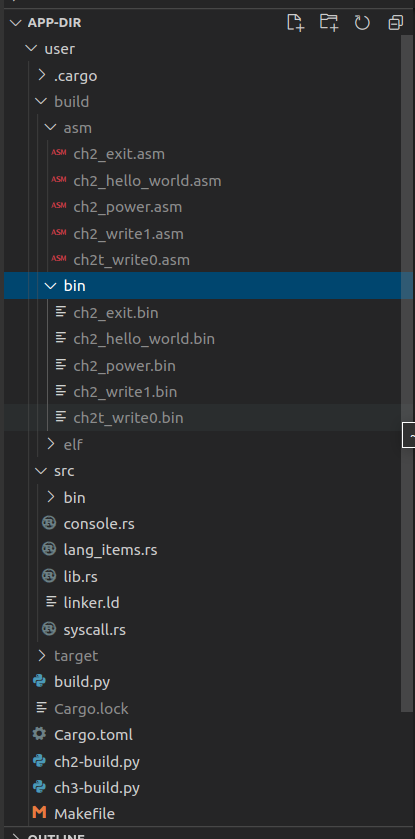 APP-DIR
user
.cargo
build
asm
ASM ch2_exit.asm
ASM ch2_hello_world.asm
ASM ch2_power.asm
ASM ch2_write1.asm
ASM ch2t_write0.asm
bin
ch2_exit.bin
ch2_hello_world.bin
ch2_power.bin
ch2_write1.bin
ch2t_write0.bin
elf
src
bin
console.rs
lang_items.rs
lib.rs
linker.ld
syscall.rs
target
build.py
Cargo.lock
Cargo.toml
ch2-build.py
ch3-build.py
M Makefile
OUTLINE